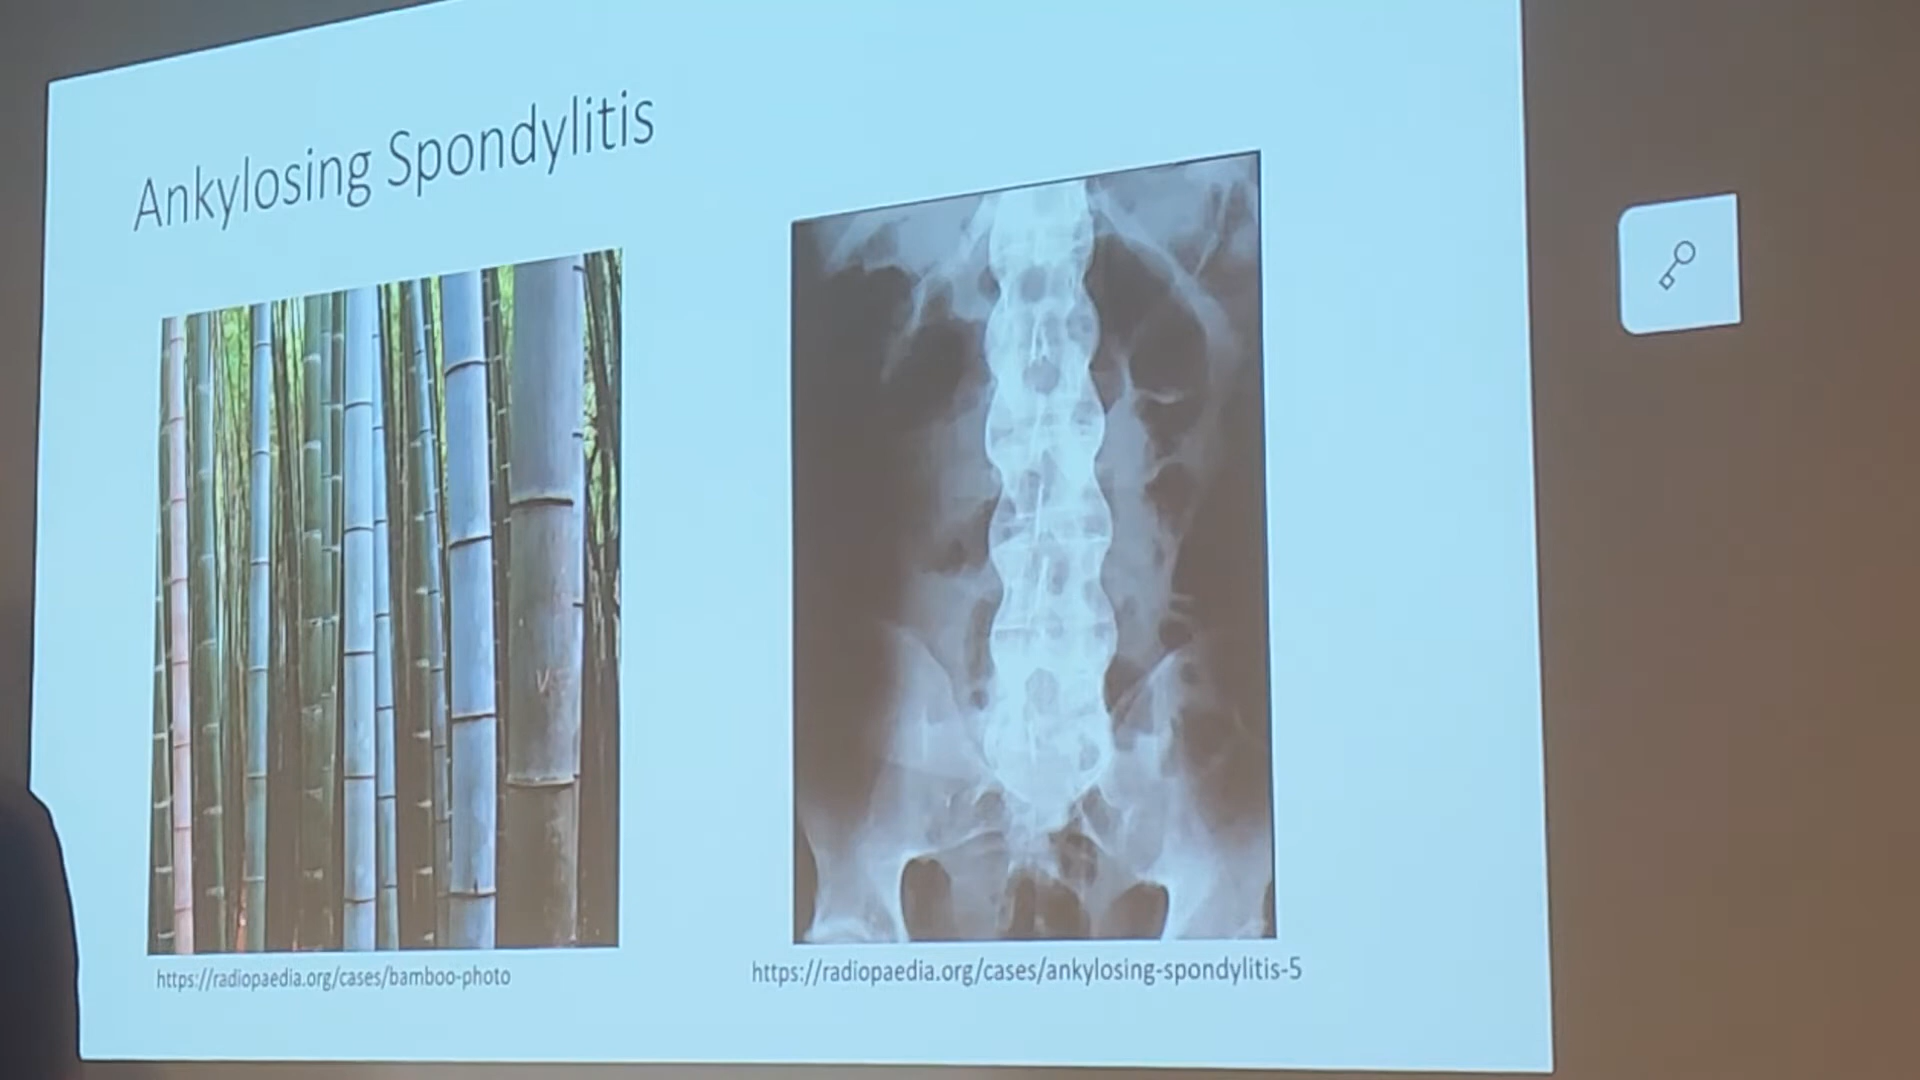 Ankylosing Spondylitis
https://radiopaedia.org/cases/bamboo-photo
https://radiopaedia.org/cases/ankylosing-spondylitis-5